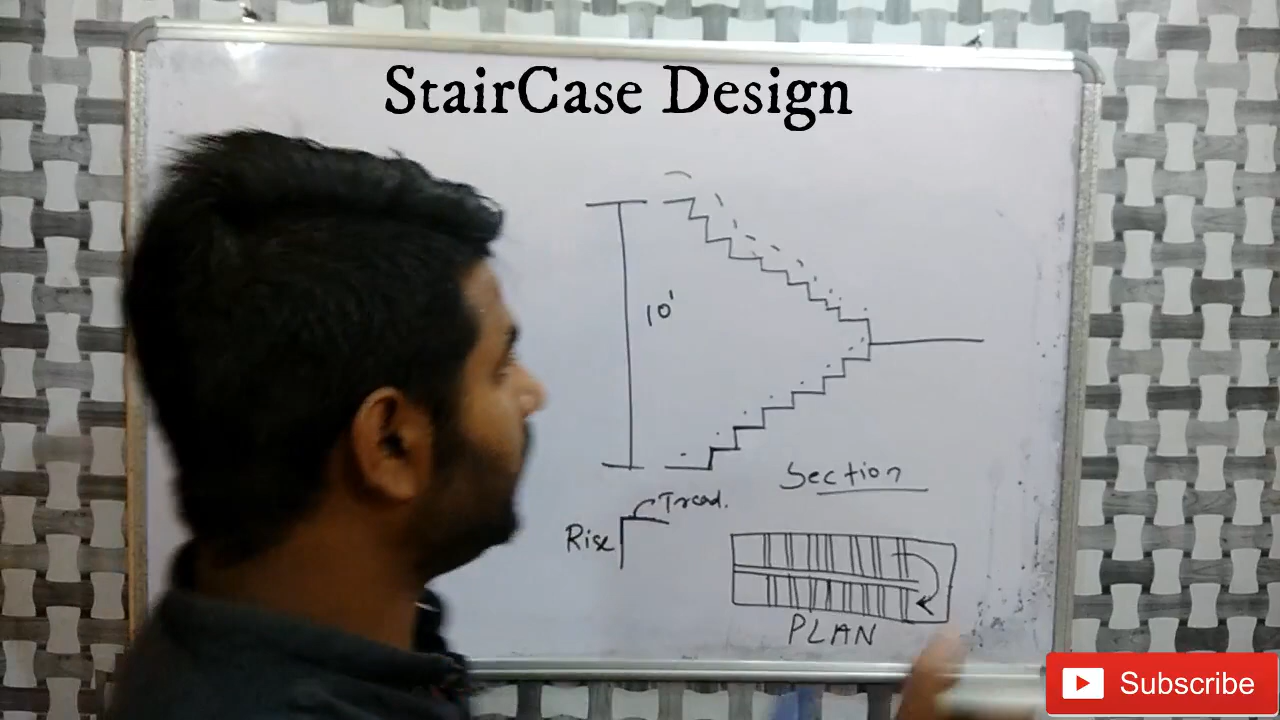 StairCase Design
10'
Section
Tread.
Rise
PLAN
Subscribe